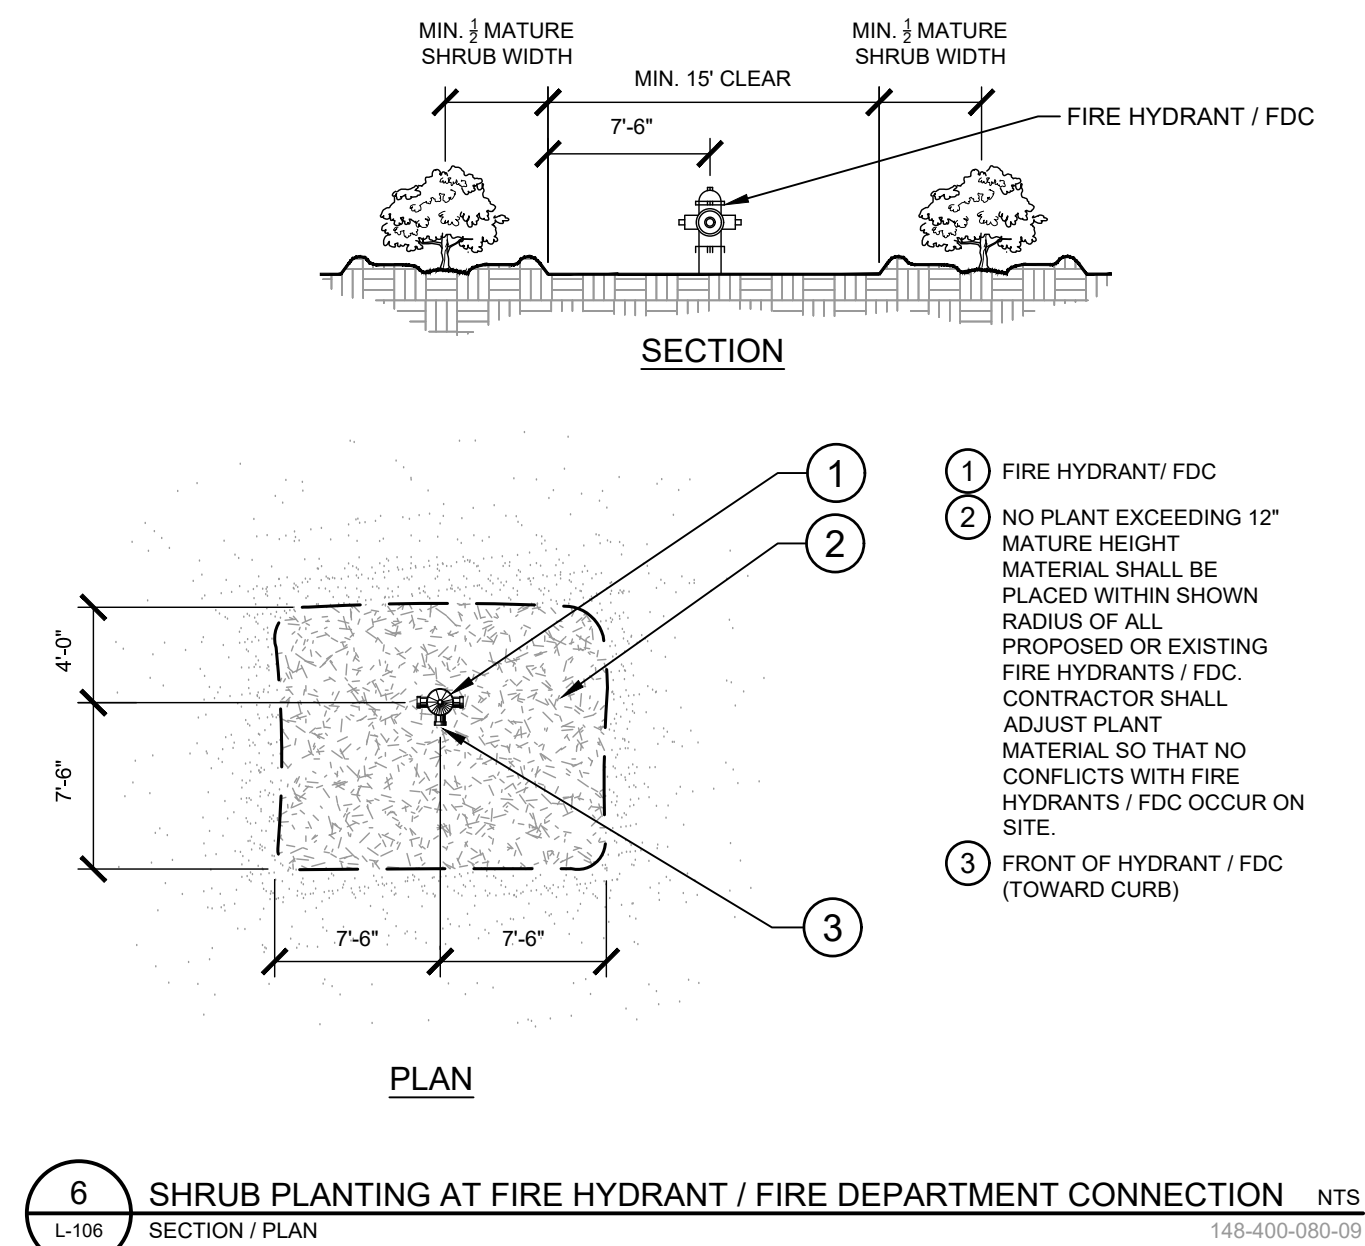 MIN. 1/2 MATURE
SHRUB WIDTH
MIN. 1/2 MATURE
SHRUB WIDTH
MIN. 15' CLEAR
7'-6"
FIRE HYDRANT / FDC
SECTION
1
2
3
4'-0"
7'-6"
7'-6"
7'-6"
1 FIRE HYDRANT/ FDC
2 NO PLANT EXCEEDING 12"
MATURE HEIGHT
MATERIAL SHALL BE
PLACED WITHIN SHOWN
RADIUS OF ALL
PROPOSED OR EXISTING
FIRE HYDRANTS / FDC.
CONTRACTOR SHALL
ADJUST PLANT
MATERIAL SO THAT NO
CONFLICTS WITH FIRE
HYDRANTS / FDC OCCUR ON
SITE.
3 FRONT OF HYDRANT / FDC
(TOWARD CURB)
PLAN
6
L-106
SHRUB PLANTING AT FIRE HYDRANT / FIRE DEPARTMENT CONNECTION NTS
SECTION / PLAN
148-400-080-09